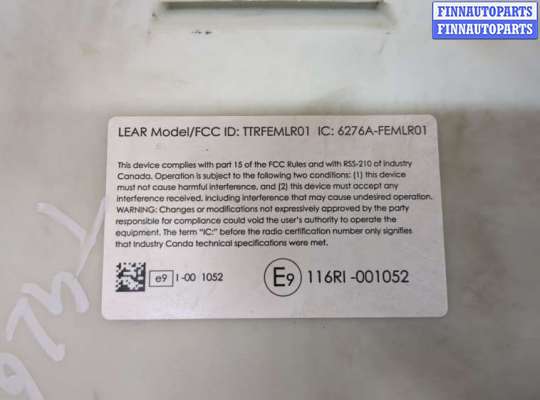 FINNAUTOPARTS
FINNAUTOPARTS
LEAR Model/FCC ID: TTRFEMLR01 IC: 6276A-FEMLR01
This device complies with part 15 of the FCC Rules and with RSS-210 of Industry
Canada. Operation is subject to the following two conditions: (1) this device
must not cause harmful interference, and (2) this device must accept any
interference received, including interference that may cause undesired operation.
WARNING: Changes or modifications not expressively approved by the party
responsible for compliance could void the user's authority to operate the
equipment. The term "IC:" before the radio certification number only signifies
that Industry Canda technical specifications were met.
e9 1-00 1052
E9 116RI -001052